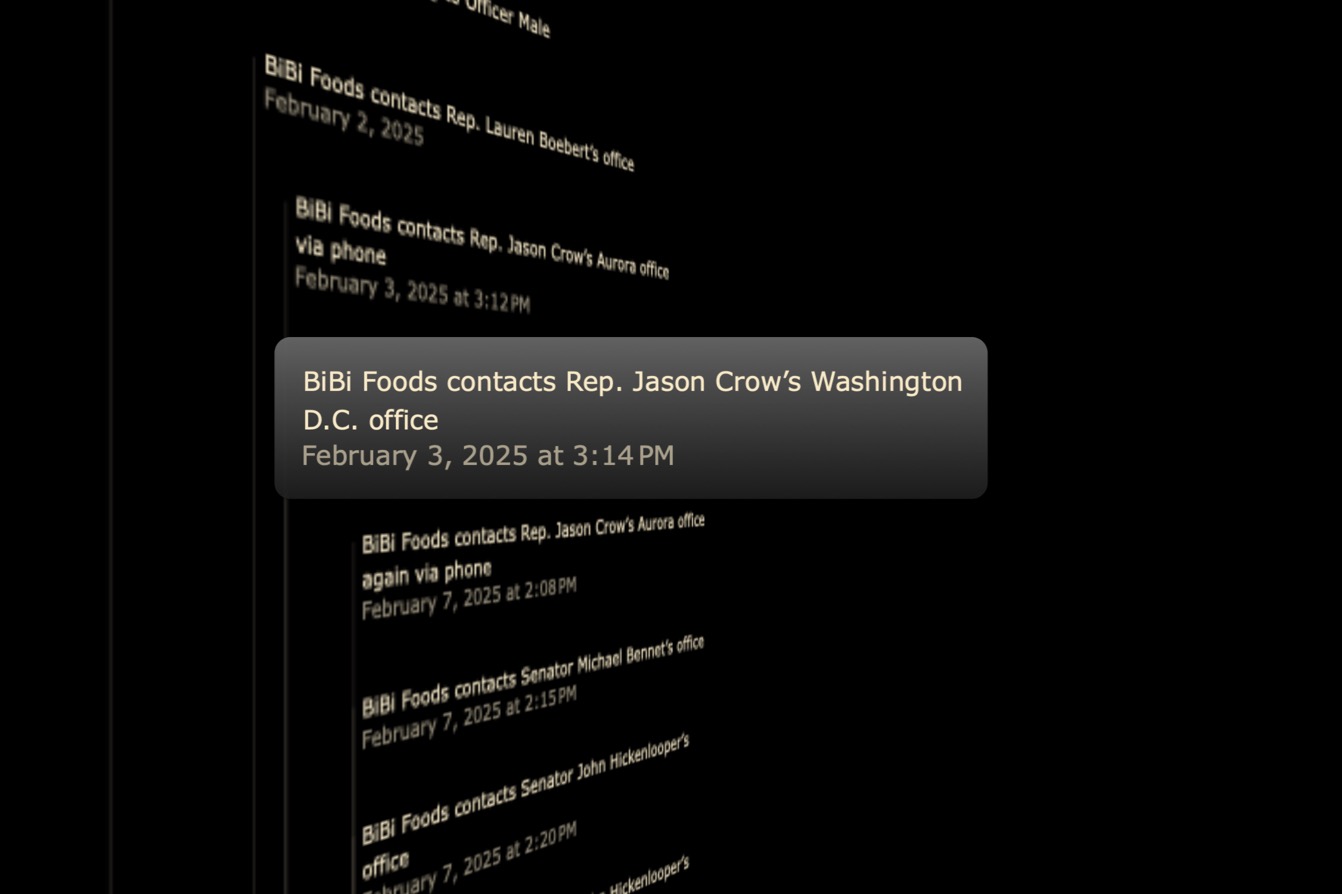 to Officer Male
BiBi Foods contacts Rep. Lauren Boebert’s office
February 2, 2025
BiBi Foods contacts Rep. Jason Crow’s Aurora office
via phone
February 3, 2025 at 3:12 PM
BiBi Foods contacts Rep. Jason Crow’s Washington
D.C. office
February 3, 2025 at 3:14 PM
BiBi Foods contacts Rep. Jason Crow’s Aurora office
again via phone
February 7, 2025 at 2:08 PM
BiBi Foods contacts Senator Michael Bennet’s office
February 7, 2025 at 2:15 PM
BiBi Foods contacts Senator John Hickenlooper’s
office
February 7, 2025 at 2:20 PM
Hickenlooper’s